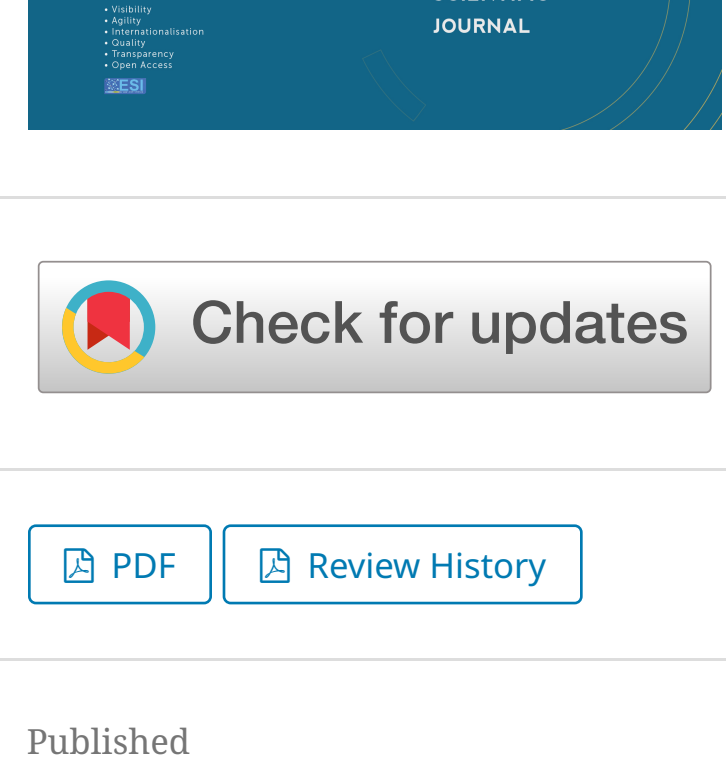 • Visibility
• Agility
• Internationalisation
• Quality
• Transparency
• Open Access
ESI
JOURNAL
Check for updates
PDF
Review History
Published